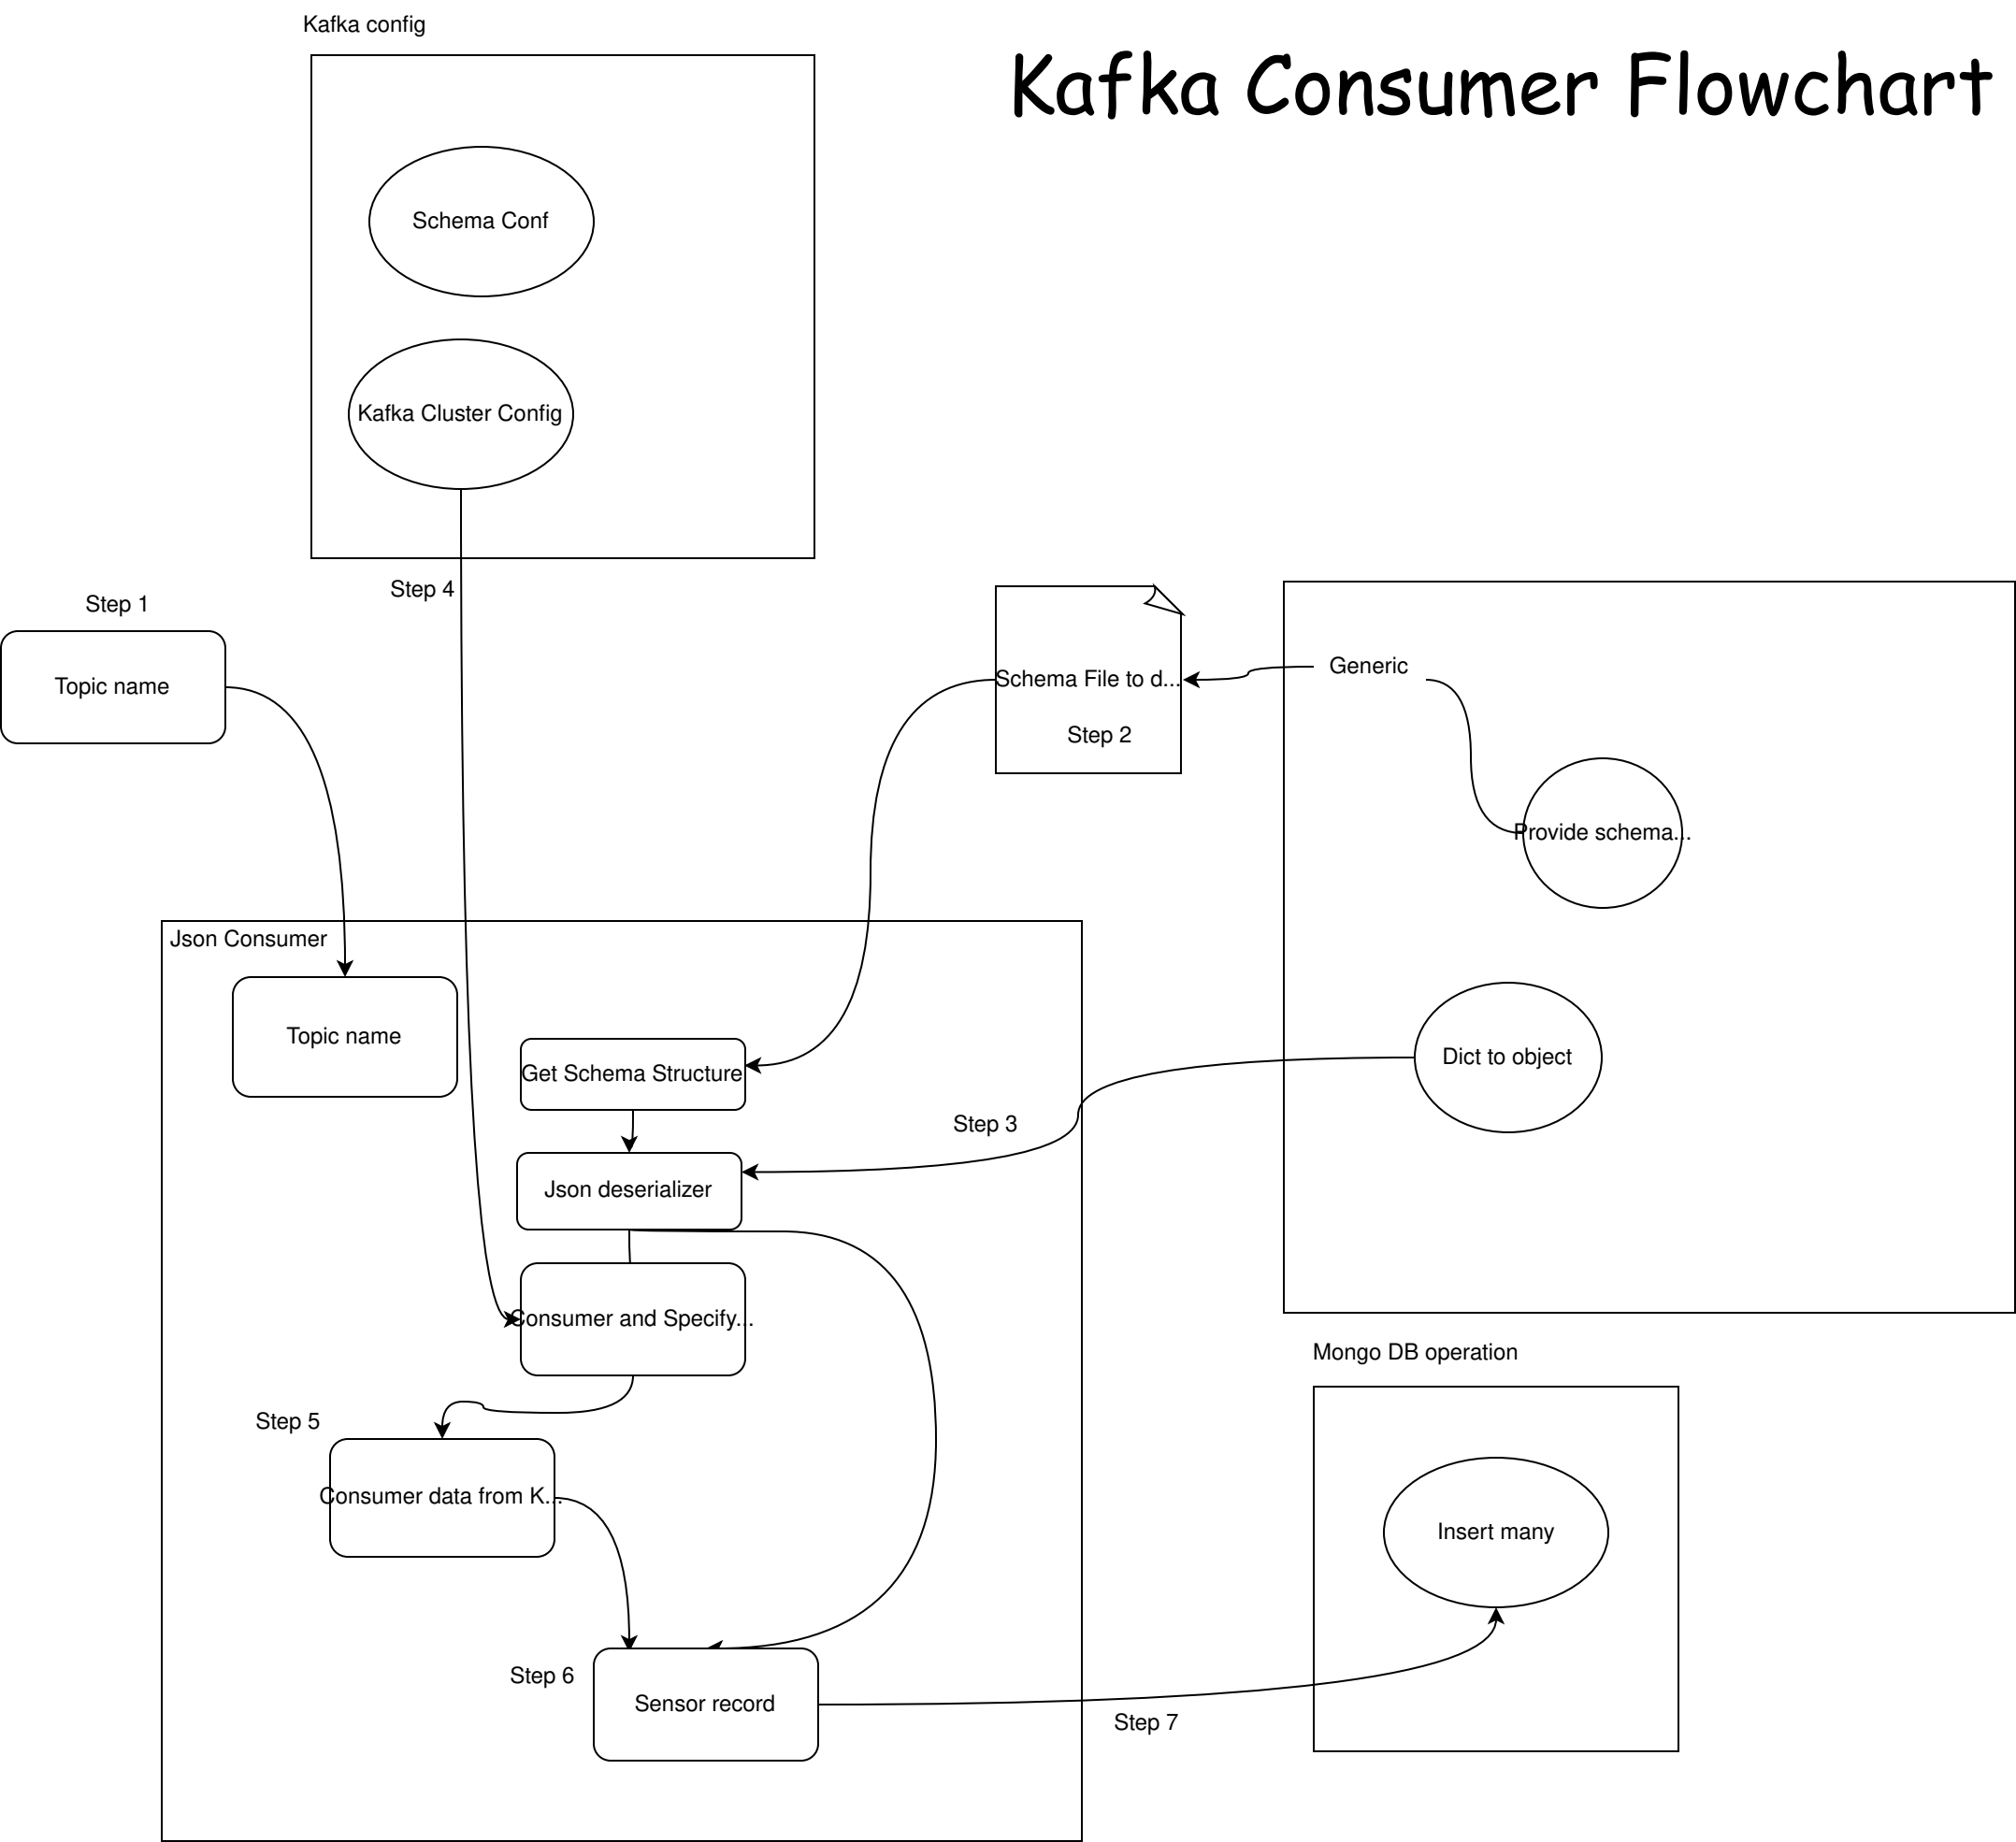 Kafka config
Kafka Consumer Flowchart
Schema Conf
Kafka Cluster Config
Step 4
Step 1
Topic name
Schema File to d...
Step 2
Generic
Provide schema...
Json Consumer
Topic name
Get Schema Structure
Dict to object
Step 3
Json deserializer
Consumer and Specify...
Mongo DB operation
Step 5
Consumer data from K...
Insert many
Step 6
Sensor record
Step 7